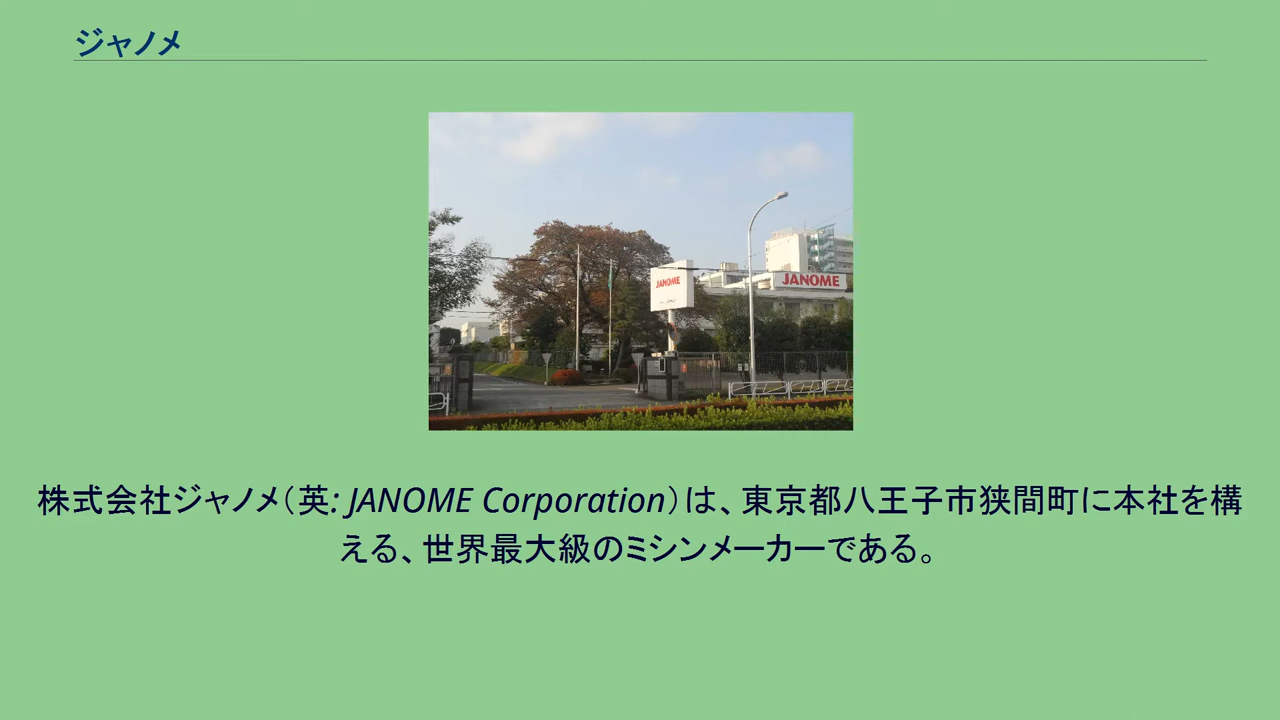 ジャノメ
JANOME
JANOME
株式会社ジャノメ（英: JANOME Corporation）は、東京都八王子市狭間町に本社を構
える、世界最大級のミシンメーカーである。